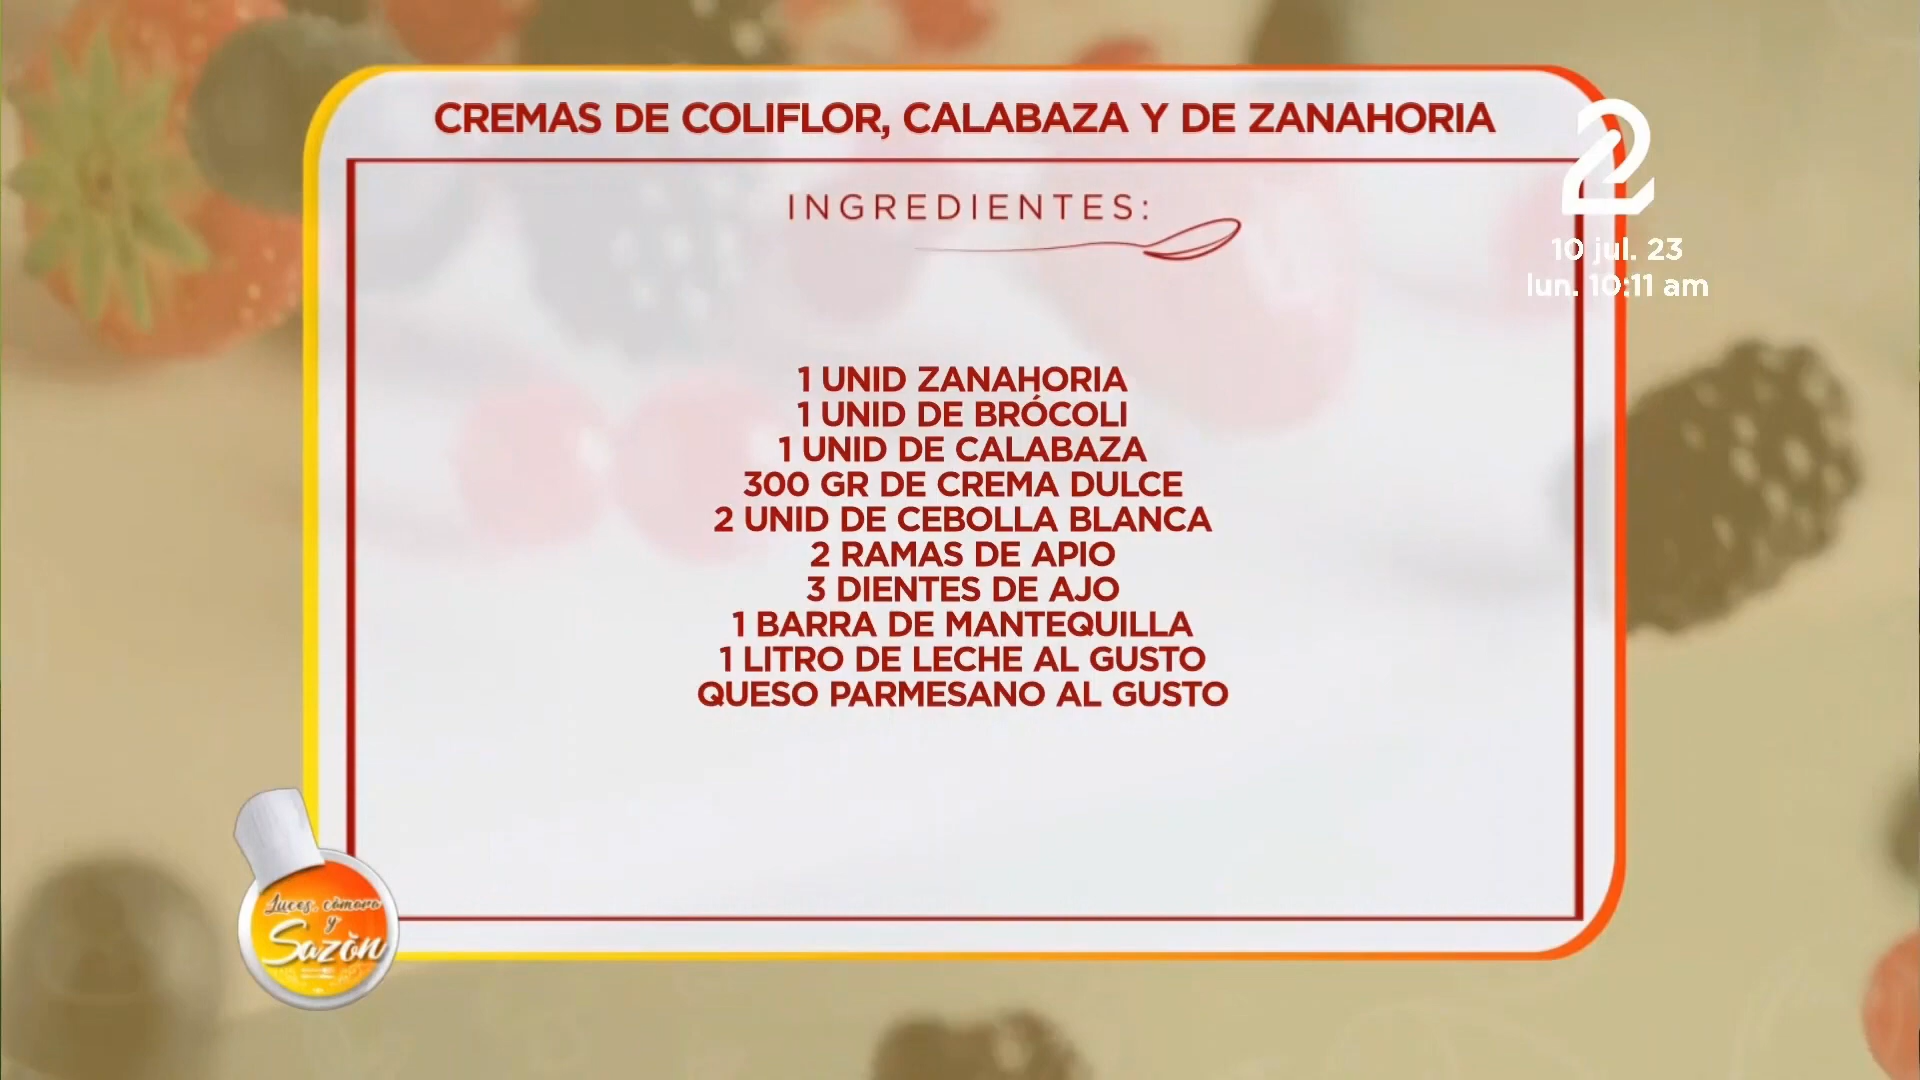 CREMAS DE COLIFLOR, CALABAZA Y DE ZANAHORIA
INGREDIENTES:
2
10 jul. 23
lun. 10:11 am
1 UNID ZANAHORIA
1 UNID DE BRÓCOLI
1 UNID DE CALABAZA
300 GR DE CREMA DULCE
2 UNID DE CEBOLLA BLANCA
2 RAMAS DE APIO
3 DIENTES DE AJO
1 BARRA DE MANTEQUILLA
1 LITRO DE LECHE AL GUSTO
QUESO PARMESANO AL GUSTO
Luces, cámara
y
Sazòn